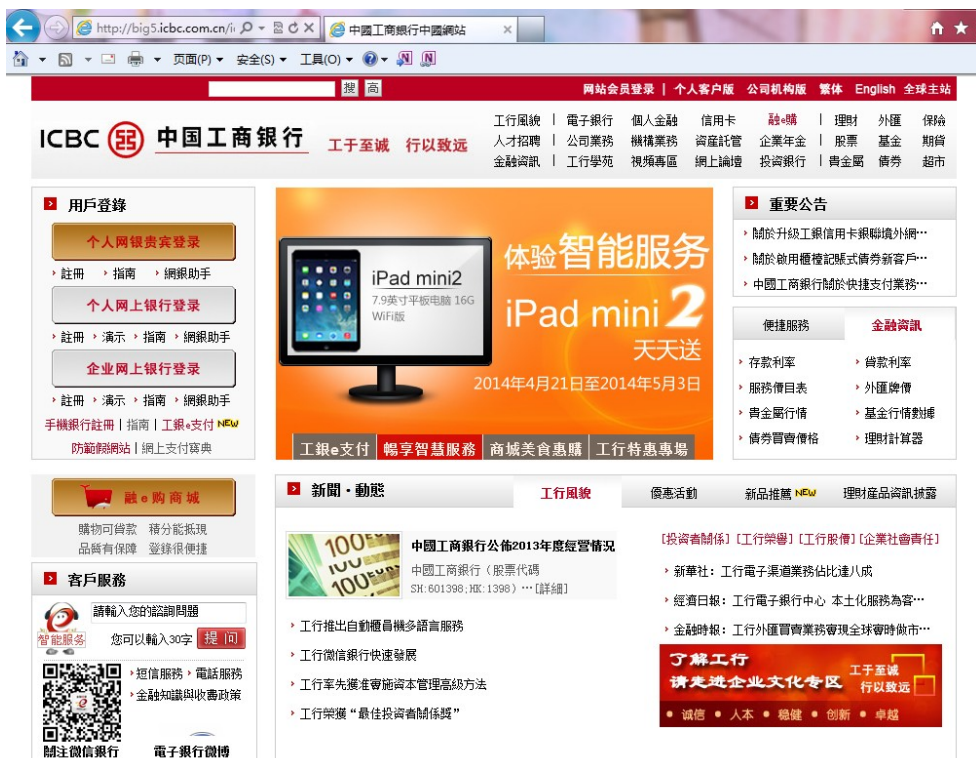 http://big5.icbc.com.cn/ic
中國工商銀行中國網站
页面(P) 安全(S) 工具(O)
搜 高
网站会员登录 | 个人客户版 公司机构版 繁体 English 全球主站
ICBC 中国工商银行 工于至诚 行以致远
工行風貌 | 電子銀行 個人金融 信用卡 融e購 | 理財 外匯 保險
人才招聘 | 公司業務 機構業務 資產託管 企業年金 | 股票 基金 期貨
金融資訊 | 工行學苑 視頻專區 網上論壇 投資銀行 | 貴金屬 債券 超市
用戶登錄
个人网银贵宾登录
註冊 指南 網銀助手
个人网上银行登录
註冊 演示 指南 網銀助手
企业网上银行登录
註冊 演示 指南 網銀助手
手機銀行註冊 | 指南 | 工銀e支付 NEW
防範假網站 | 網上支付寶典
iPad mini2
7.9英寸平板电脑 16G
WiFi版
体验智能服务
iPad mini 2
天天送
2014年4月21日至2014年5月3日
工銀e支付 暢享智慧服務 商城美食惠購 工行特惠專場
重要公告
關於升級工銀信用卡銀聯境外網…
關於啟用櫃檯記賬式債券新客戶…
中國工商銀行關於快捷支付業務…
便捷服務 金融資訊
存款利率 貸款利率
服務價目表 外匯牌價
貴金屬行情 基金行情數據
債券買賣價格 理財計算器
融e购商城
購物可貸款 積分能抵現
品質有保障 登錄很便捷
客戶服務
請輸入您的諮詢問題
智能服务 您可以輸入30字 提 问
短信服務 電話服務
金融知識與收費政策
關注微信銀行 電子銀行微博
新聞·動態 工行風貌 優惠活動 新品推薦 NEW 理財產品資訊披露
100
100
中國工商銀行公佈2013年度經營情況
中國工商銀行（股票代碼
SH:601398;HK:1398）…[詳細]
工行推出自動櫃員機多語言服務
工行微信銀行快速發展
工行率先獲准實施資本管理高級方法
工行榮獲“最佳投資者關係獎”
[投資者關係] [工行榮譽] [工行股價] [企業社會責任]
新華社：工行電子渠道業務佔比達八成
經濟日報：工行電子銀行中心 本土化服務為客…
金融時報：工行外匯買賣業務實現全球實時做市…
了解工行
请走进企业文化专区
工于至诚
行以致远
• 诚信 • 人本 • 稳健 • 创新 • 卓越